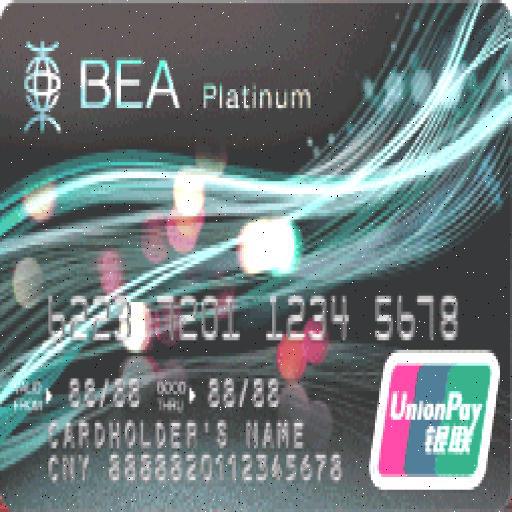 BEA Platinum
6223 7201 1234 5678
VALID FROM 88/88 GOOD THRU 88/88
CARDHOLDER'S NAME
CNY 8888820112345678
UnionPay
银联